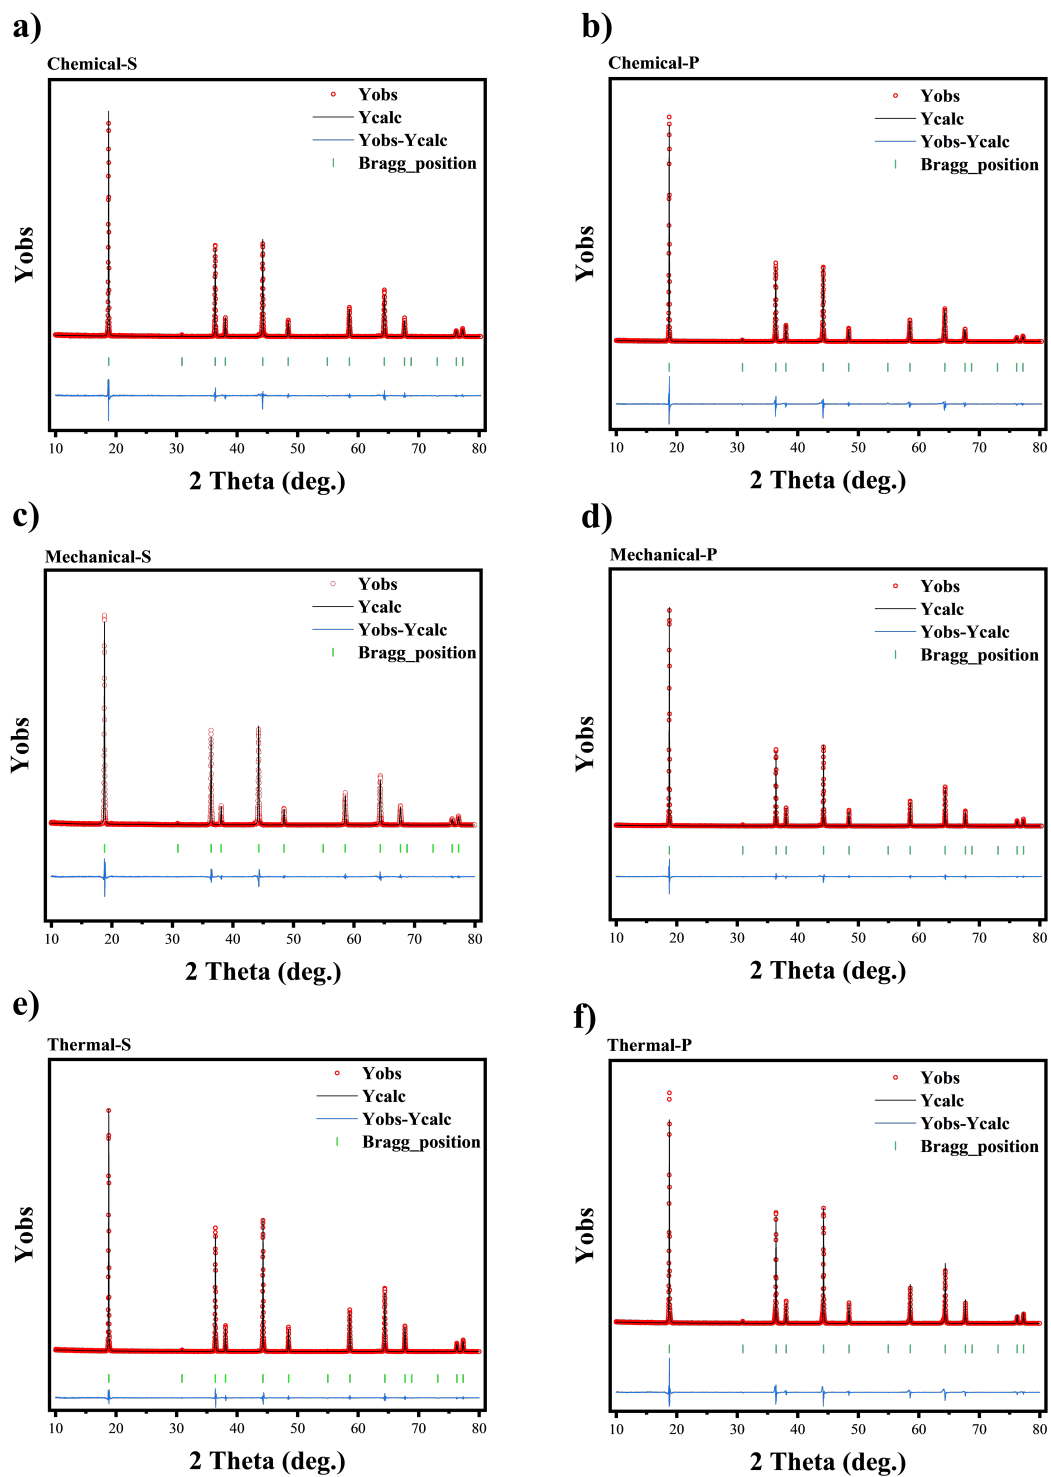 a)
Chemical-S
Yobs
Ycalc
Yobs-Ycalc
Bragg_position
Yobs
10 20 30 40 50 60 70 80
2 Theta (deg.)
b)
Chemical-P
Yobs
Ycalc
Yobs-Ycalc
Bragg_position
Yobs
10 20 30 40 50 60 70 80
2 Theta (deg.)
c)
Mechanical-S
Yobs
Ycalc
Yobs-Ycalc
Bragg_position
Yobs
10 20 30 40 50 60 70 80
2 Theta (deg.)
d)
Mechanical-P
Yobs
Ycalc
Yobs-Ycalc
Bragg_position
Yobs
10 20 30 40 50 60 70 80
2 Theta (deg.)
e)
Thermal-S
Yobs
Ycalc
Yobs-Ycalc
Bragg_position
Yobs
10 20 30 40 50 60 70 80
2 Theta (deg.)
f)
Thermal-P
Yobs
Ycalc
Yobs-Ycalc
Bragg_position
Yobs
10 20 30 40 50 60 70 80
2 Theta (deg.)